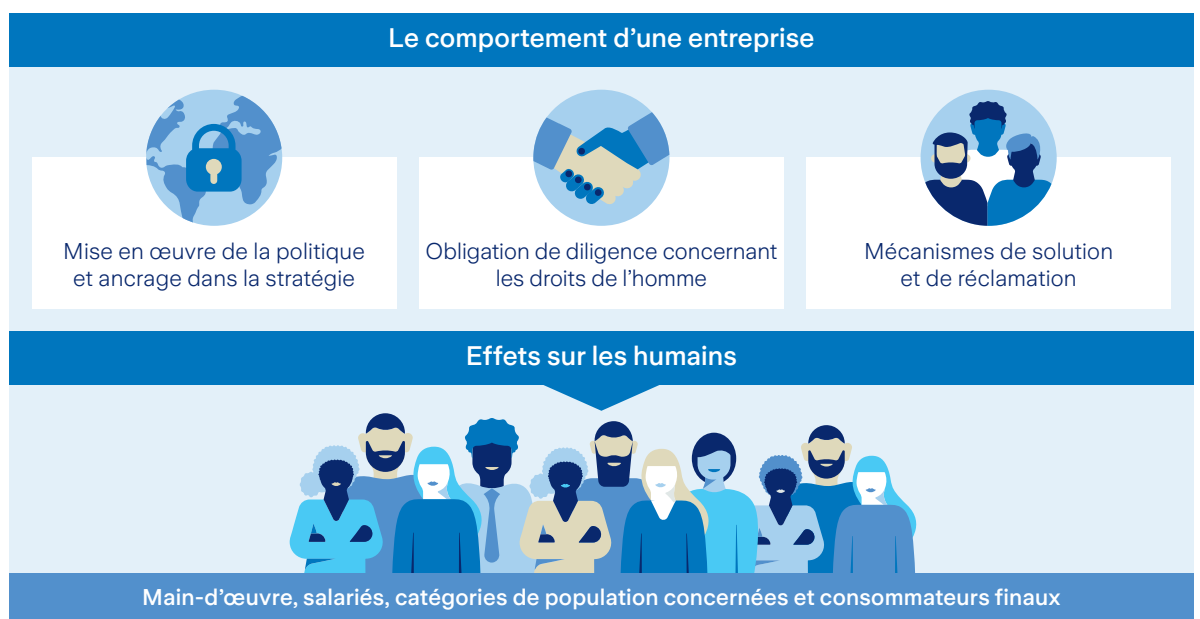 Le comportement d’une entreprise
Mise en œuvre de la politique
et ancrage dans la stratégie
Obligation de diligence concernant
les droits de l’homme
Mécanismes de solution
et de réclamation
Effets sur les humains
Main-d’œuvre, salariés, catégories de population concernées et consommateurs finaux